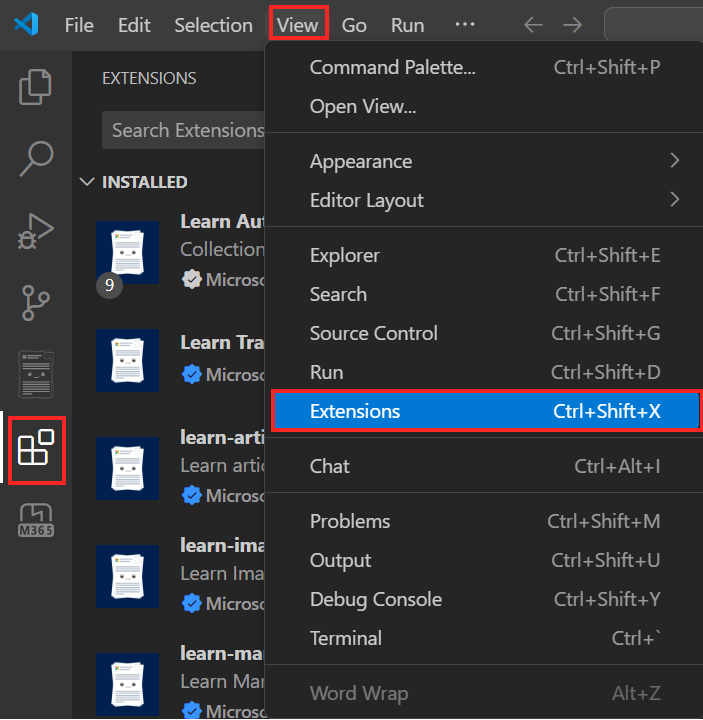 File Edit Selection View Go Run ...
EXTENSIONS
Search Extensions
INSTALLED
Learn Aut
Collection
9
Microso
Learn Tra
Microso
learn-arti
Learn artic
Microso
learn-ima
Learn Ima
Microso
learn-ma
Learn Mar
Microso
M365
Command Palette... Ctrl+Shift+P
Open View...
Appearance
Editor Layout
Explorer Ctrl+Shift+E
Search Ctrl+Shift+F
Source Control Ctrl+Shift+G
Run Ctrl+Shift+D
Extensions Ctrl+Shift+X
Chat Ctrl+Alt+I
Problems Ctrl+Shift+M
Output Ctrl+Shift+U
Debug Console Ctrl+Shift+Y
Terminal Ctrl+`
Word Wrap Alt+Z